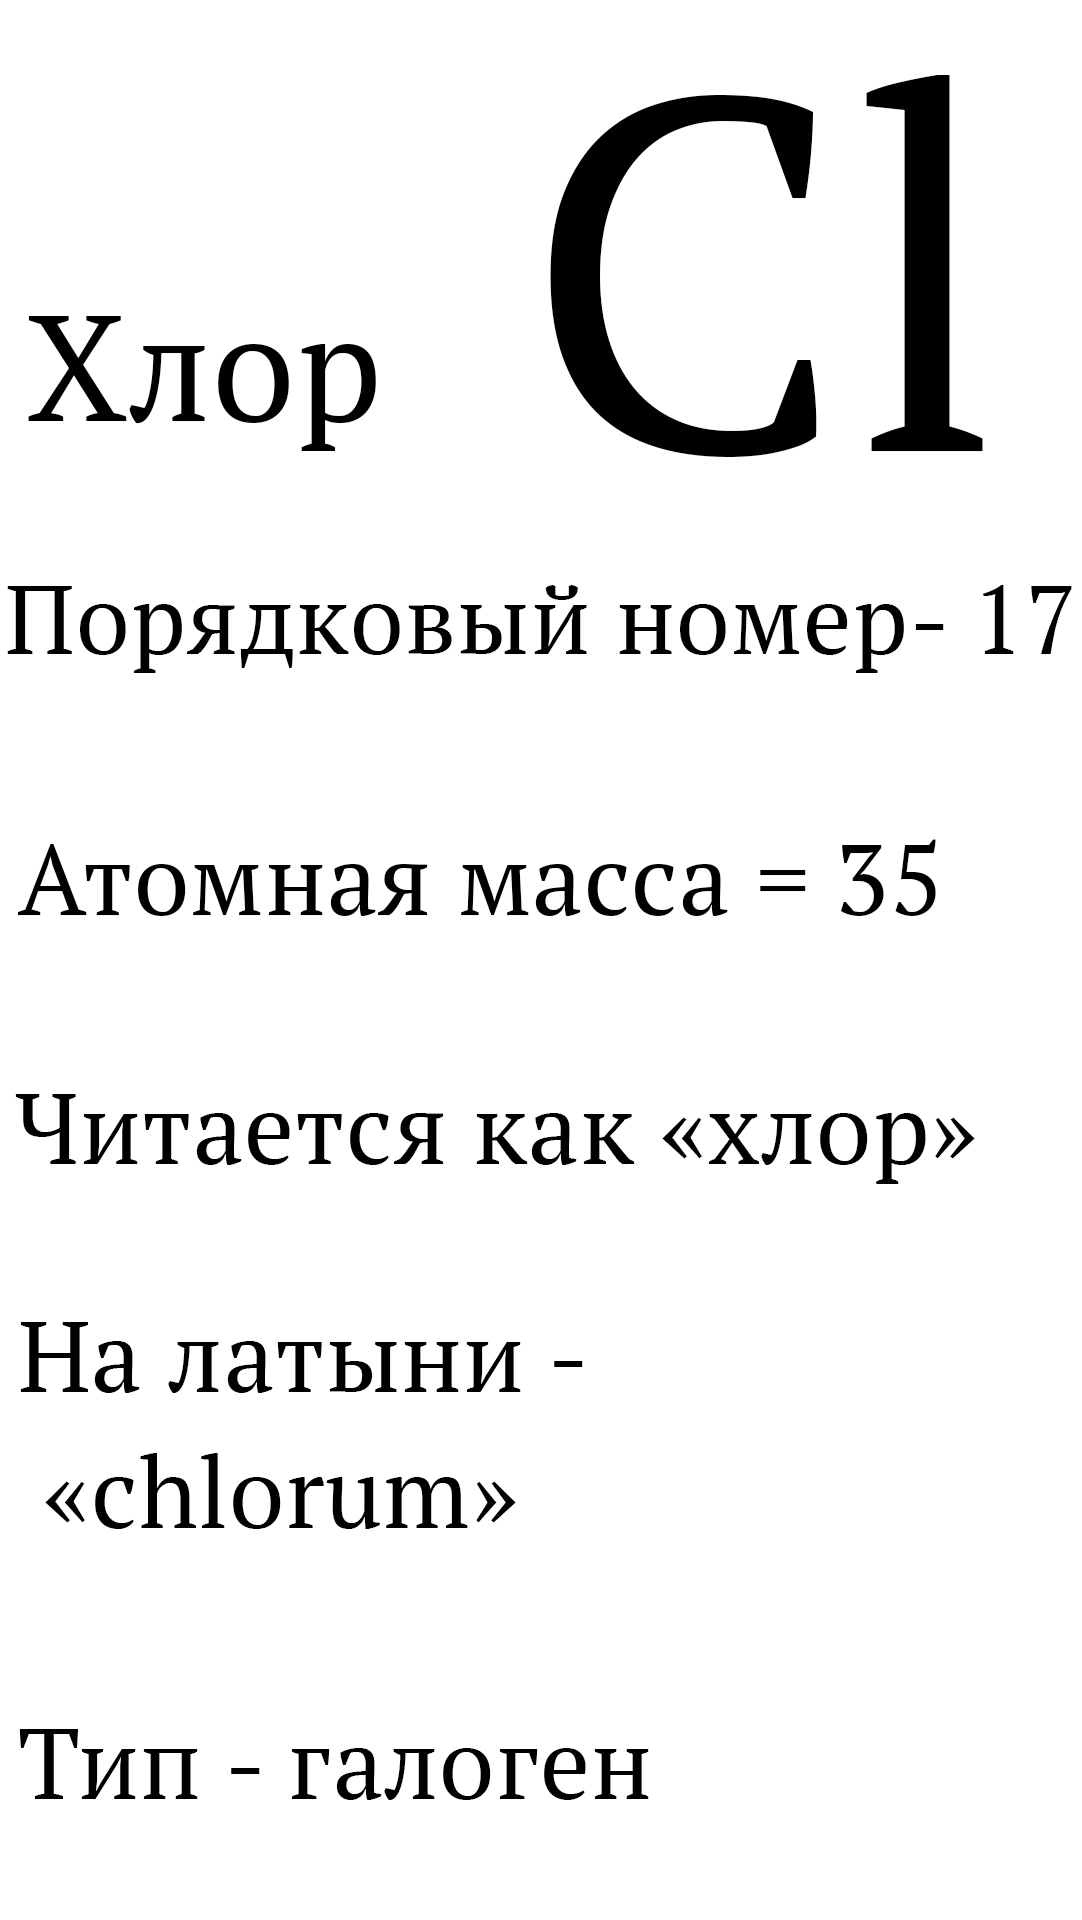 Хлор Cl
Порядковый номер- 17
Атомная масса = 35
Читается как «хлор»
На латыни -
«chlorum»
Тип - галоген